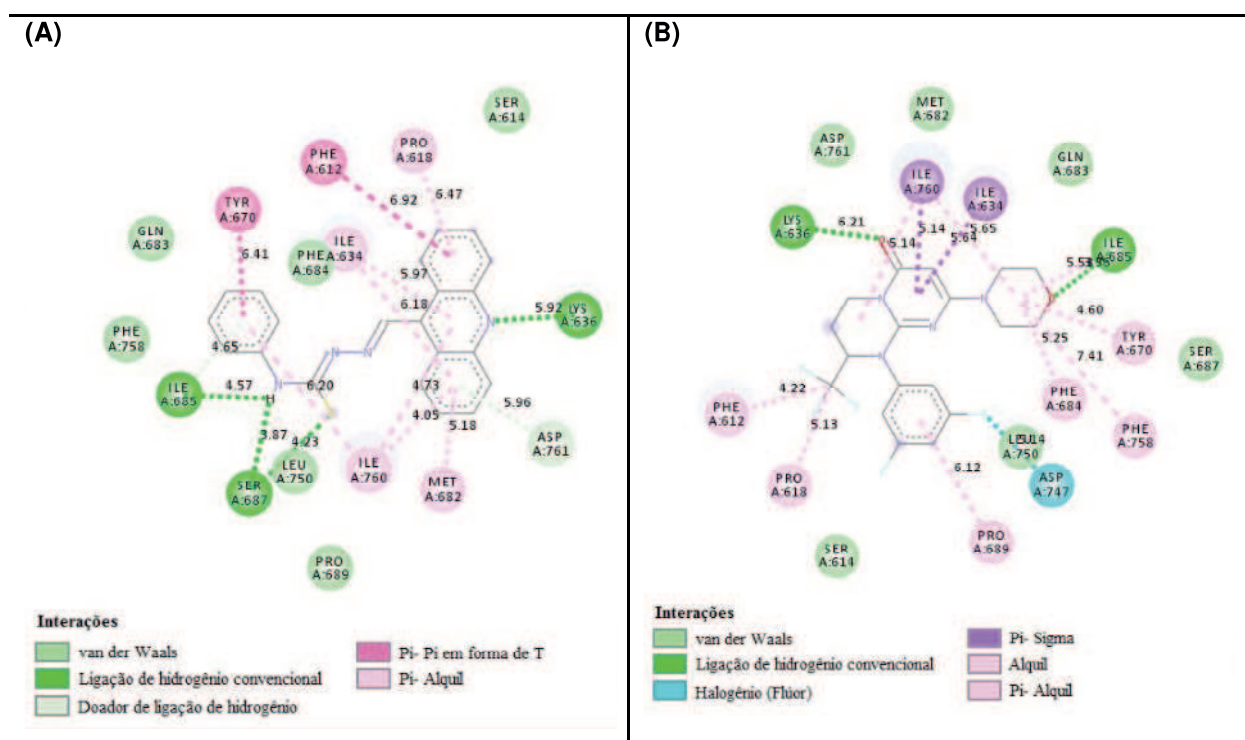 (A)
SER
A:614
PHE
A:612
PRO
A:618
6.92
6.47
TYR
A:670
GLN
A:683
6.41
ILE
A:634
PHE
A:684
5.97
6.18
5.92
LYS
A:636
N
PHE
A:758
4.65
N
N
ILE
A:685
4.57
N
H
6.20
4.73
4.05
5.18
5.96
3.87
4.23
ASP
A:761
LEU
A:750
ILE
A:760
MET
A:682
SER
A:687
PRO
A:689
Interações
van der Waals
Ligação de hidrogênio convencional
Doador de ligação de hidrogênio
Pi- Pi em forma de T
Pi- Alquil
(B)
MET
A:682
ASP
A:761
GLN
A:683
ILE
A:760
ILE
A:634
LYS
A:636
6.21
5.14
5.14
5.64
5.65
ILE
A:685
4.60
5.25
7.41
TYR
A:670
SER
A:687
4.22
PHE
A:612
5.13
PHE
A:684
PHE
A:758
LEU
A:750
PRO
A:618
6.12
ASP
A:747
PRO
A:689
SER
A:614
Interações
van der Waals
Ligação de hidrogênio convencional
Halogénio (Flúor)
Pi- Sigma
Alquil
Pi- Alquil